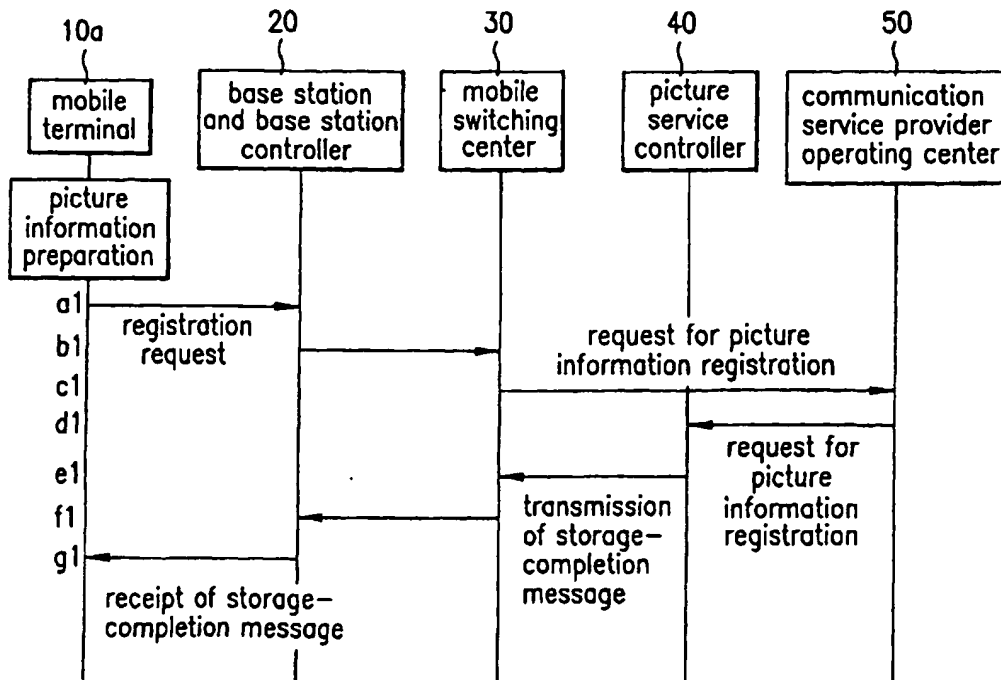 10a
20
30
40
50
mobile
terminal
base station
and base station
controller
mobile
switching
center
picture
service
controller
communication
service provider
operating center
picture
information
preparation
a1
registration
request
b1
request for picture
information registration
c1
d1
request for
picture
information
registration
e1
transmission
of storage-
completion
message
f1
g1
receipt of storage-
completion message